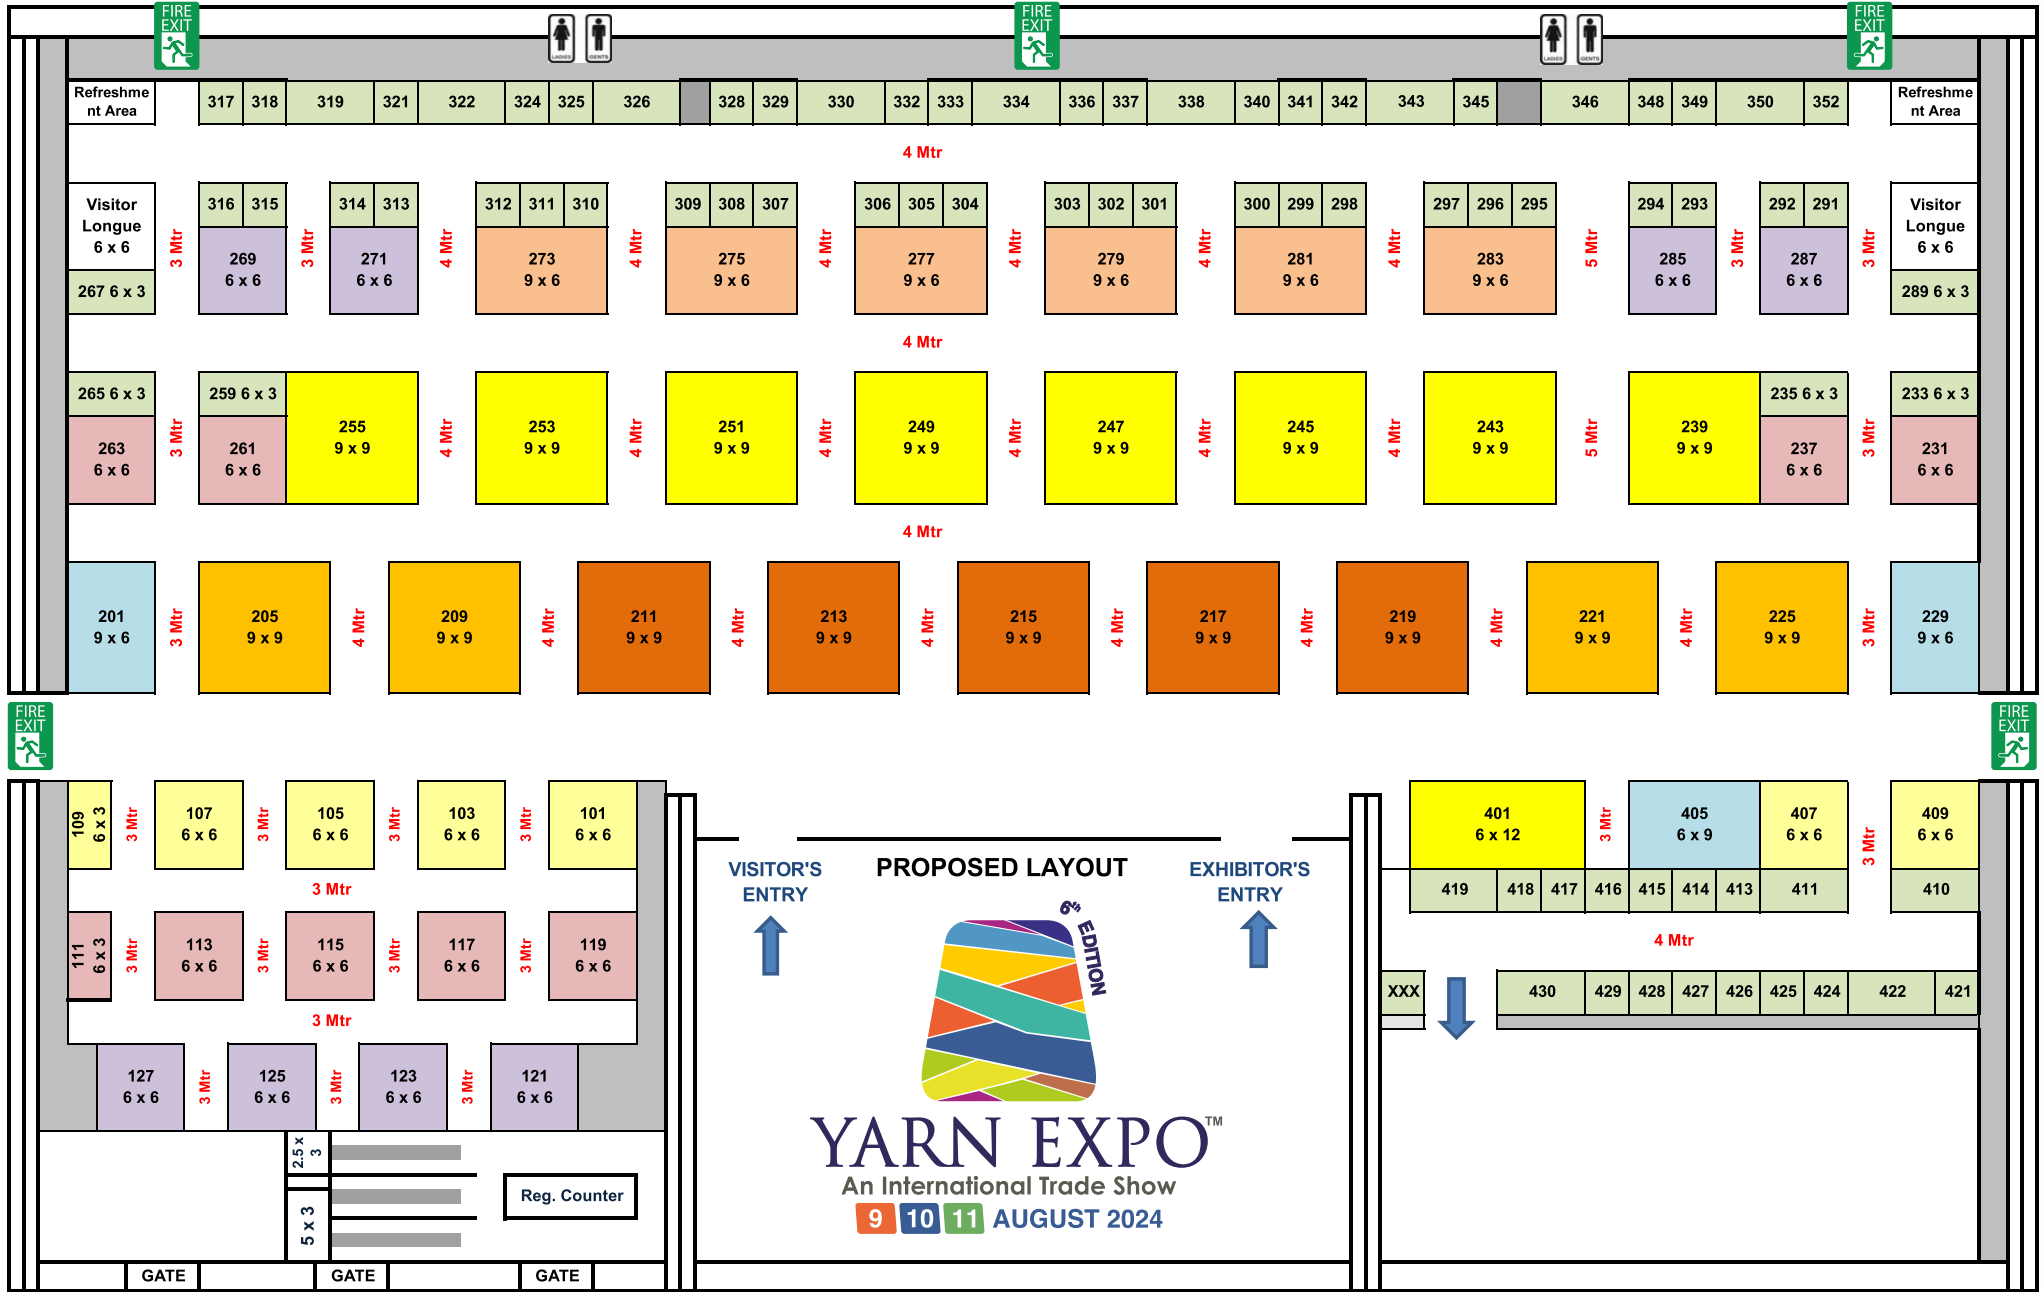 FIRE
EXIT
LADIES
GENTS
FIRE
EXIT
LADIES
GENTS
FIRE
EXIT
Refreshme
nt Area
317 318 319 321 322 324 325 326 328 329 330 332 333 334 336 337 338 340 341 342 343 345 346 348 349 350 352
Refreshme
nt Area
4 Mtr
Visitor
Longue
6 x 6
267 6 x 3
3 Mtr
316 315
269
6 x 6
3 Mtr
314 313
271
6 x 6
4 Mtr
312 311 310
273
9 x 6
4 Mtr
309 308 307
275
9 x 6
4 Mtr
306 305 304
277
9 x 6
4 Mtr
303 302 301
279
9 x 6
4 Mtr
300 299 298
281
9 x 6
4 Mtr
297 296 295
283
9 x 6
5 Mtr
294 293
285
6 x 6
3 Mtr
292 291
287
6 x 6
3 Mtr
Visitor
Longue
6 x 6
289 6 x 3
4 Mtr
265 6 x 3
263
6 x 6
3 Mtr
259 6 x 3
261
6 x 6
255
9 x 9
4 Mtr
253
9 x 9
4 Mtr
251
9 x 9
4 Mtr
249
9 x 9
4 Mtr
247
9 x 9
4 Mtr
245
9 x 9
4 Mtr
243
9 x 9
5 Mtr
239
9 x 9
235 6 x 3
237
6 x 6
3 Mtr
233 6 x 3
231
6 x 6
4 Mtr
201
9 x 6
3 Mtr
205
9 x 9
4 Mtr
209
9 x 9
4 Mtr
211
9 x 9
4 Mtr
213
9 x 9
4 Mtr
215
9 x 9
4 Mtr
217
9 x 9
4 Mtr
219
9 x 9
4 Mtr
221
9 x 9
4 Mtr
225
9 x 9
3 Mtr
229
9 x 6
FIRE
EXIT
FIRE
EXIT
109
6 x 3
3 Mtr
107
6 x 6
3 Mtr
105
6 x 6
3 Mtr
103
6 x 6
3 Mtr
101
6 x 6
3 Mtr
111
6 x 3
3 Mtr
113
6 x 6
3 Mtr
115
6 x 6
3 Mtr
117
6 x 6
3 Mtr
119
6 x 6
3 Mtr
127
6 x 6
3 Mtr
125
6 x 6
3 Mtr
123
6 x 6
3 Mtr
121
6 x 6
2.5 x
3
5 x 3
Reg. Counter
GATE
GATE
GATE
VISITOR'S
ENTRY
PROPOSED LAYOUT
EXHIBITOR'S
ENTRY
6th EDITION
YARN EXPO™
An International Trade Show
9 10 11 AUGUST 2024
401
6 x 12
3 Mtr
405
6 x 9
407
6 x 6
3 Mtr
409
6 x 6
419 418 417 416 415 414 413 411 410
4 Mtr
XXX 430 429 428 427 426 425 424 422 421